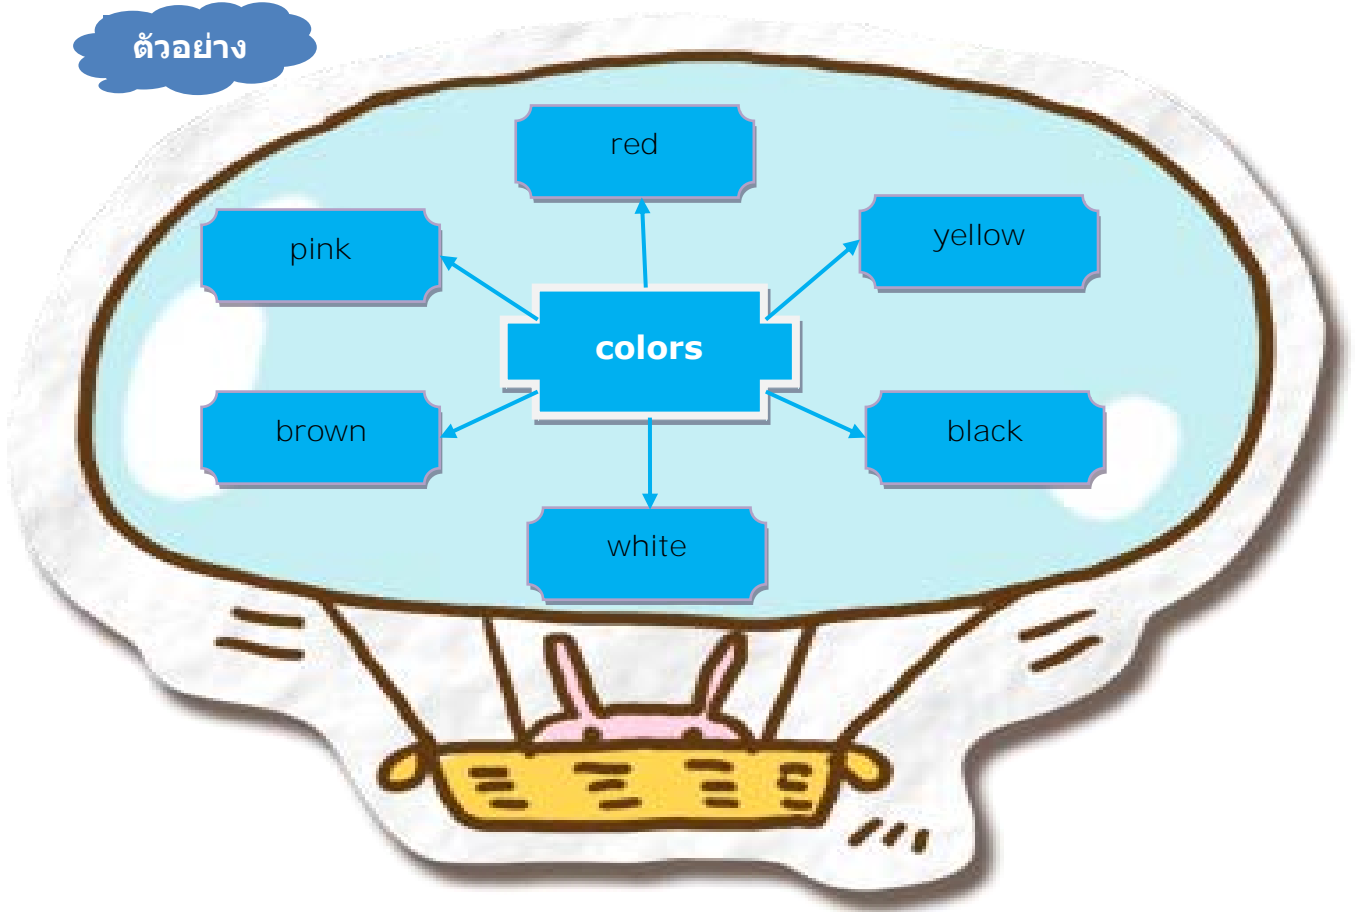 ตัวอย่าง
red
pink
yellow
colors
brown
black
white